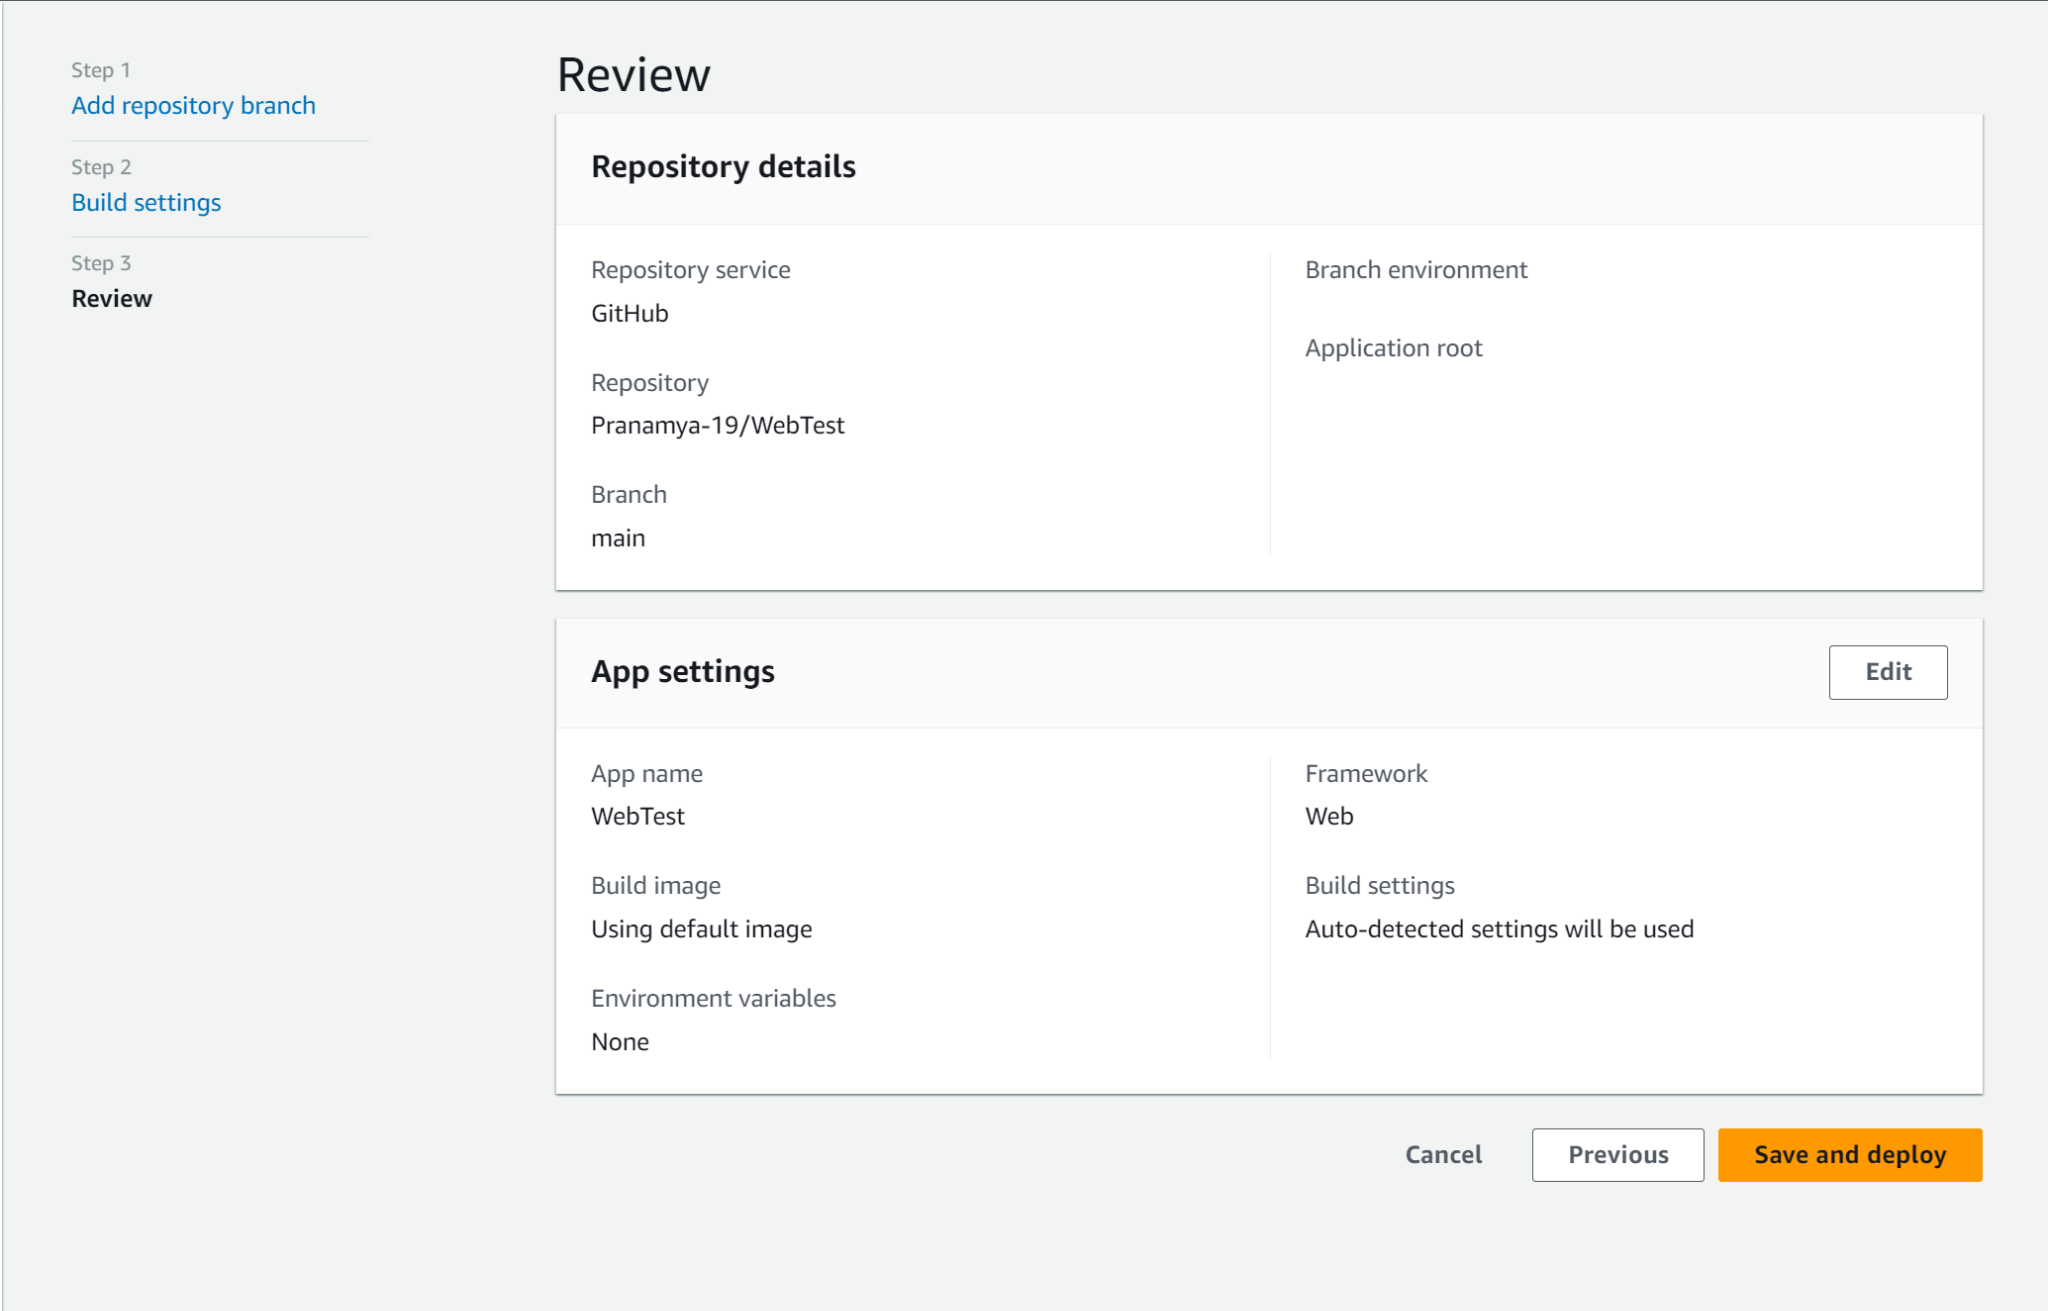 Step 1
Add repository branch
Step 2
Build settings
Step 3
Review
Review
Repository details
Repository service
GitHub
Repository
Pranamya-19/WebTest
Branch
main
Branch environment
Application root
App settings
Edit
App name
WebTest
Build image
Using default image
Environment variables
None
Framework
Web
Build settings
Auto-detected settings will be used
Cancel
Previous
Save and deploy